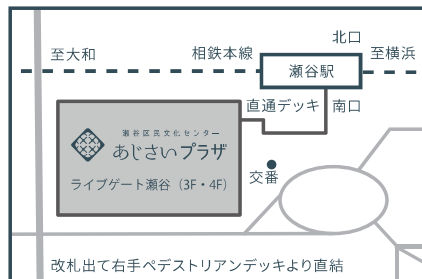 北口
至大和
相鉄本線
至横浜
瀬谷駅
直通デッキ
南口
瀬谷区民文化センター
あじさいプラザ
ライブゲート瀬谷（3F・4F）
交番
改札出て右手ペデストリアンデッキより直結